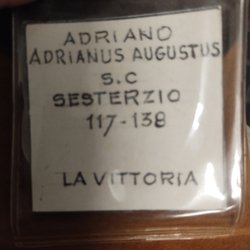 ADRIANO
ADRIANUS AUGUSTUS
S.C
SESTERZIO
117-138
LA VITTORIA